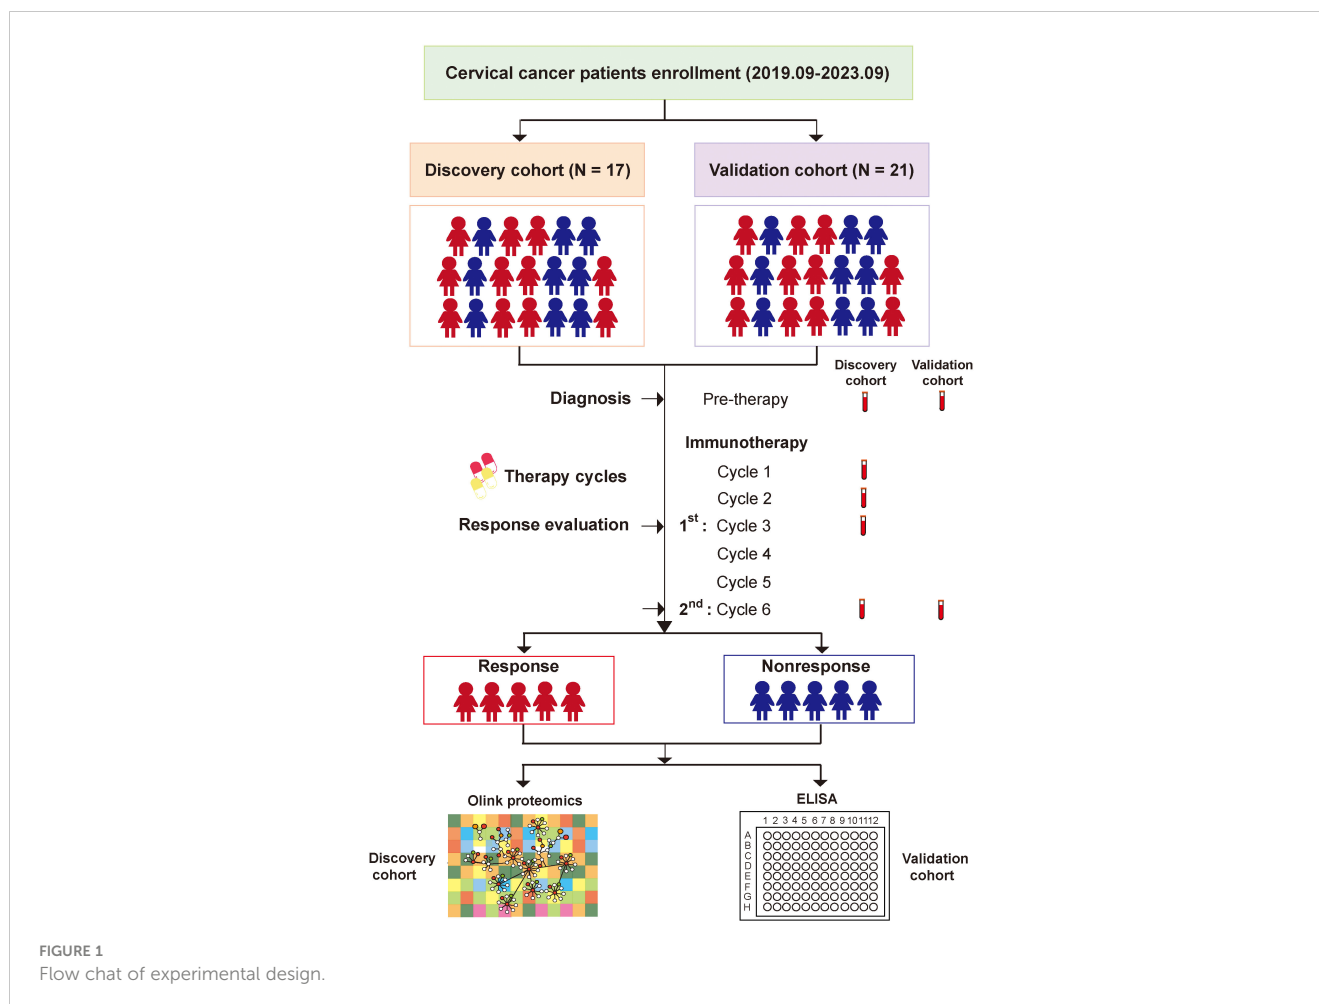 Cervical cancer patients enrollment (2019.09-2023.09)
Discovery cohort (N = 17)
Validation cohort (N = 21)
Discovery
cohort
Validation
cohort
Diagnosis
Pre-therapy
Immunotherapy
Therapy cycles
Cycle 1
Cycle 2
Response evaluation
1st : Cycle 3
Cycle 4
Cycle 5
2nd : Cycle 6
Response
Nonresponse
Olink proteomics
Discovery
cohort
ELISA
1 2 3 4 5 6 7 8 9 10 11 12
A
B
C
D
E
F
G
H
Validation
cohort
FIGURE 1
Flow chat of experimental design.